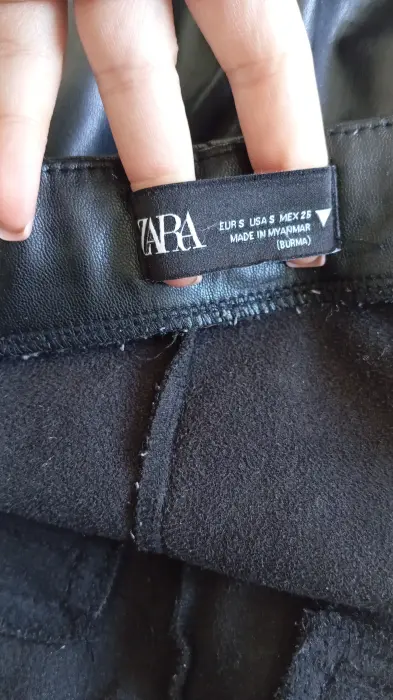 ZARA
EUR S USA S MEX 26
MADE IN MYANMAR
(BURMA)